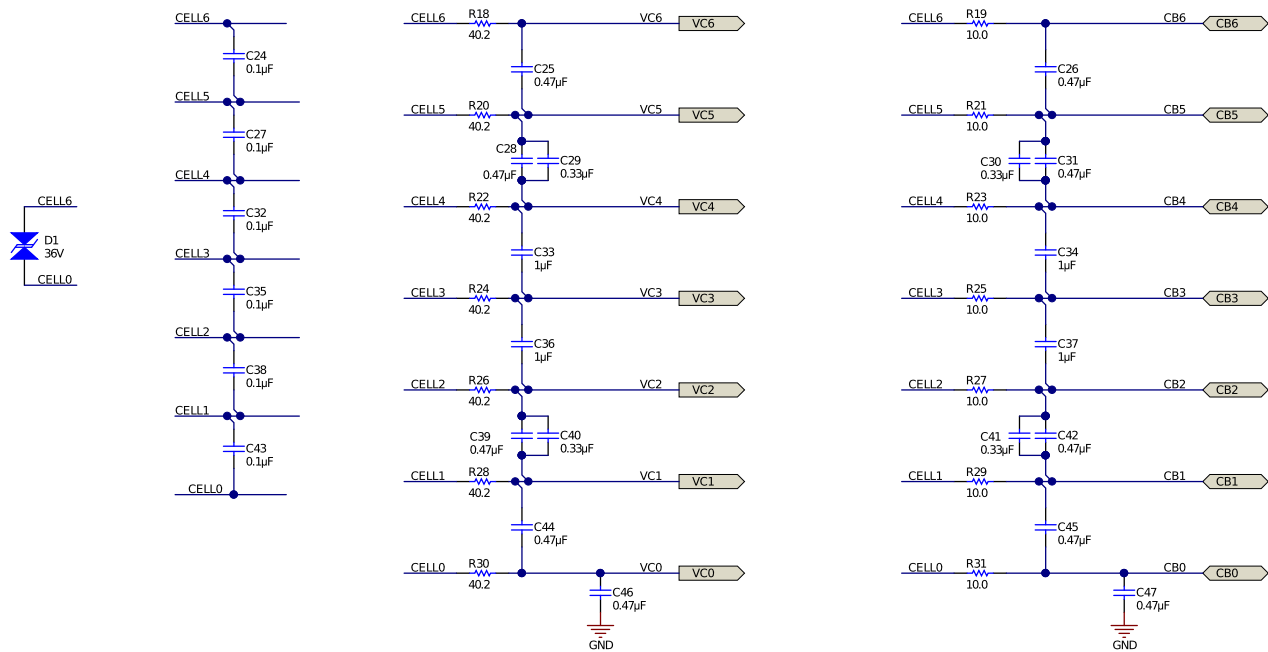 CELL6
C24
0.1µF
CELL5
C27
0.1µF
CELL4
C32
0.1µF
CELL3
C35
0.1µF
CELL2
C38
0.1µF
CELL1
C43
0.1µF
CELL0
CELL6
D1
36V
CELL0
CELL6 R18 VC6 VC6
40.2
C25
0.47µF
CELL5 R20 VC5 VC5
40.2
C28 C29
0.47µF 0.33µF
CELL4 R22 VC4 VC4
40.2
C33
1µF
CELL3 R24 VC3 VC3
40.2
C36
1µF
CELL2 R26 VC2 VC2
40.2
C39 C40
0.47µF 0.33µF
CELL1 R28 VC1 VC1
40.2
C44
0.47µF
CELL0 R30 VC0 VC0
40.2
C46
0.47µF
GND
CELL6 R19 CB6 CB6
10.0
C26
0.47µF
CELL5 R21 CB5 CB5
10.0
C30 C31
0.33µF 0.47µF
CELL4 R23 CB4 CB4
10.0
C34
1µF
CELL3 R25 CB3 CB3
10.0
C37
1µF
CELL2 R27 CB2 CB2
10.0
C41 C42
0.33µF 0.47µF
CELL1 R29 CB1 CB1
10.0
C45
0.47µF
CELL0 R31 CB0 CB0
10.0
C47
0.47µF
GND